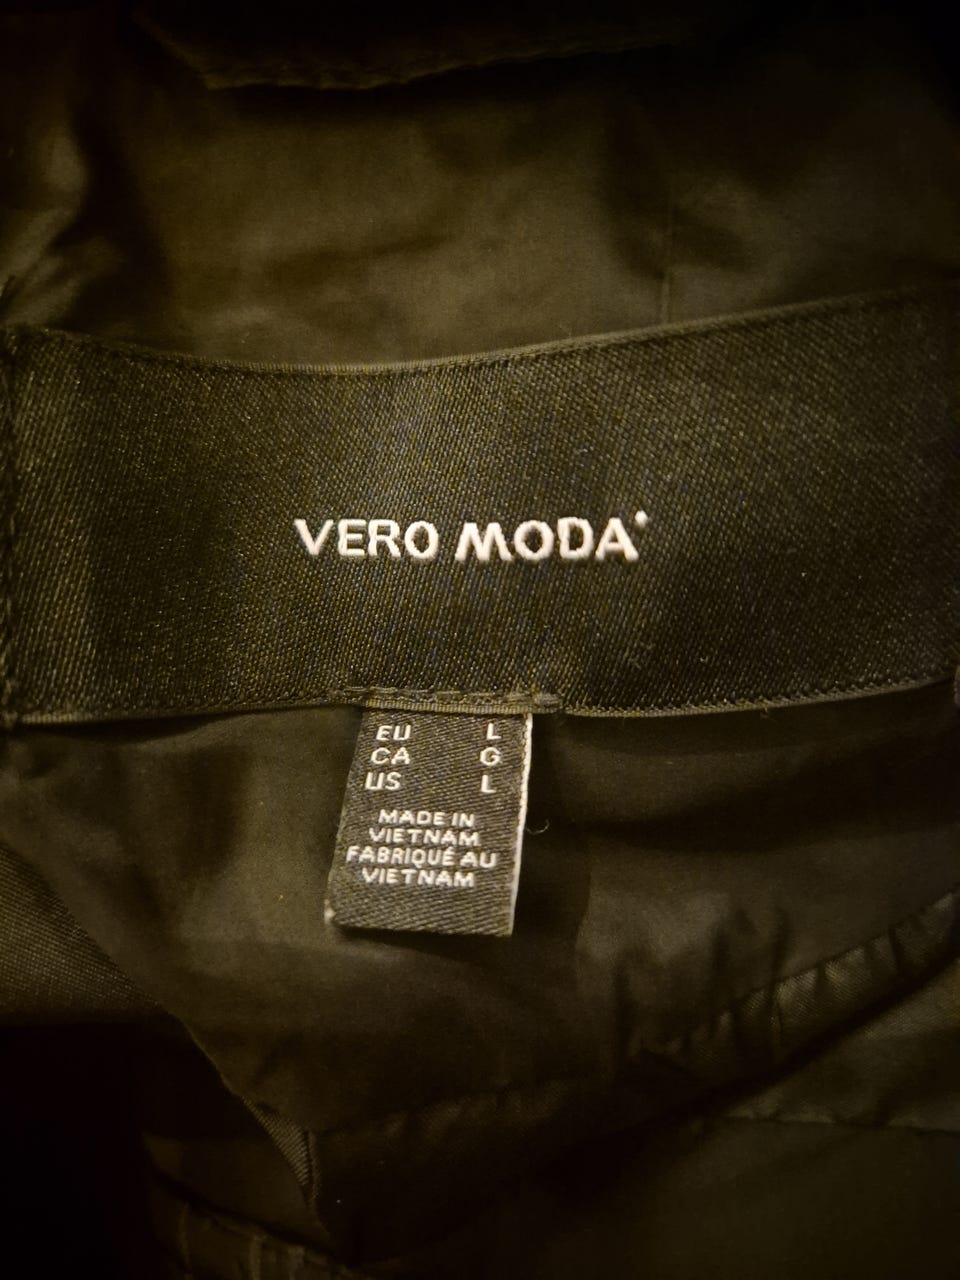 VERO MODA
EU L
CA G
US L
MADE IN
VIETNAM
FABRIQUÉ AU
VIETNAM